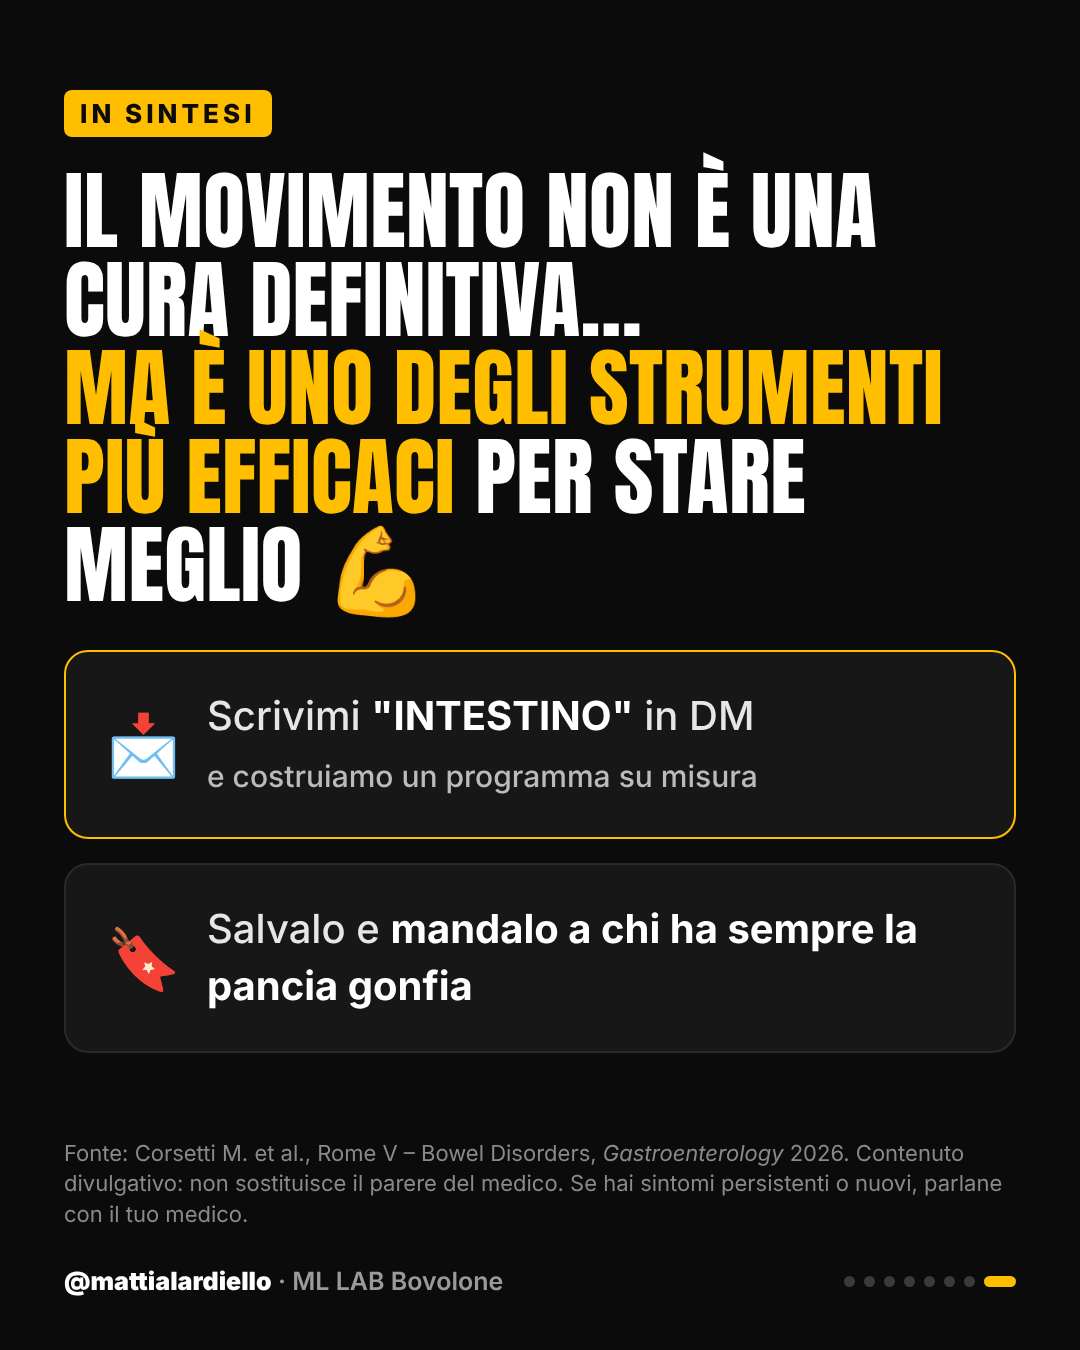 IN SINTESI
IL MOVIMENTO NON È UNA
CURA DEFINITIVA...
MA È UNO DEGLI STRUMENTI
PIÙ EFFICACI PER STARE
MEGLIO 💪
Scrivimi "INTESTINO" in DM
e costruiamo un programma su misura
Salvalo e mandalo a chi ha sempre la
pancia gonfia
Fonte: Corsetti M. et al., Rome V – Bowel Disorders, Gastroenterology 2026. Contenuto
divulgativo: non sostituisce il parere del medico. Se hai sintomi persistenti o nuovi, parlane
con il tuo medico.
@mattialardiello · ML LAB Bovolone